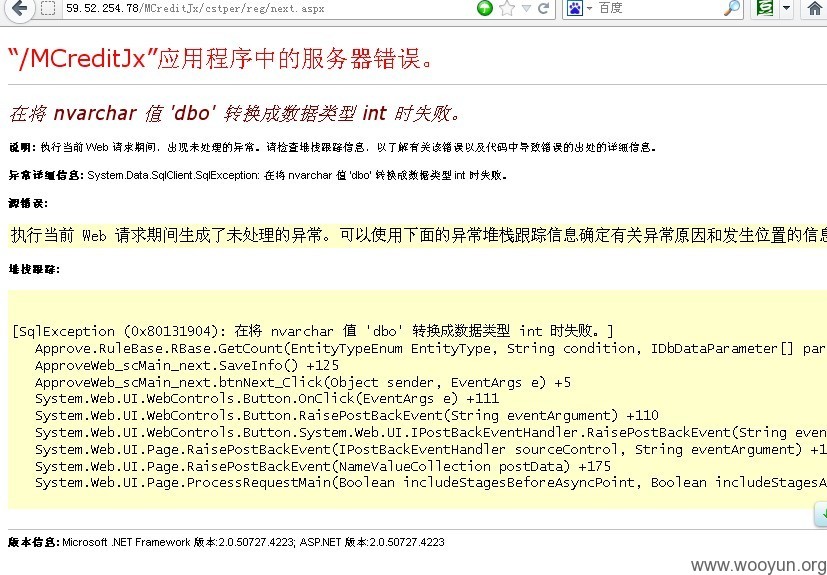 59.52.254.78/MCreditJx/cstper/reg/next.aspx
百度
“/MCreditJx”应用程序中的服务器错误。
在将 nvarchar 值 'dbo' 转换成数据类型 int 时失败。
说明: 执行当前 Web 请求期间，出现未处理的异常。请检查堆栈跟踪信息，以了解有关该错误以及代码中导致错误的出处的详细信息。
异常详细信息: System.Data.SqlClient.SqlException: 在将 nvarchar 值 'dbo' 转换成数据类型 int 时失败。
源错误:
执行当前 Web 请求期间生成了未处理的异常。可以使用下面的异常堆栈跟踪信息确定有关异常原因和发生位置的信息
堆栈跟踪:
[SqlException (0x80131904): 在将 nvarchar 值 'dbo' 转换成数据类型 int 时失败。]
Approve.RuleBase.RBase.GetCount(EntityTypeEnum EntityType, String condition, IDbDataParameter[] par
ApproveWeb_scMain_next.SaveInfo() +125
ApproveWeb_scMain_next.btnNext_Click(Object sender, EventArgs e) +5
System.Web.UI.WebControls.Button.OnClick(EventArgs e) +111
System.Web.UI.WebControls.Button.RaisePostBackEvent(String eventArgument) +110
System.Web.UI.WebControls.Button.System.Web.UI.IPostBackEventHandler.RaisePostBackEvent(String even
System.Web.UI.Page.RaisePostBackEvent(IPostBackEventHandler sourceControl, String eventArgument) +1
System.Web.UI.Page.RaisePostBackEvent(NameValueCollection postData) +175
System.Web.UI.Page.ProcessRequestMain(Boolean includeStagesBeforeAsyncPoint, Boolean includeStagesA
版本信息: Microsoft .NET Framework 版本:2.0.50727.4223; ASP.NET 版本:2.0.50727.4223
www.wooyun.org